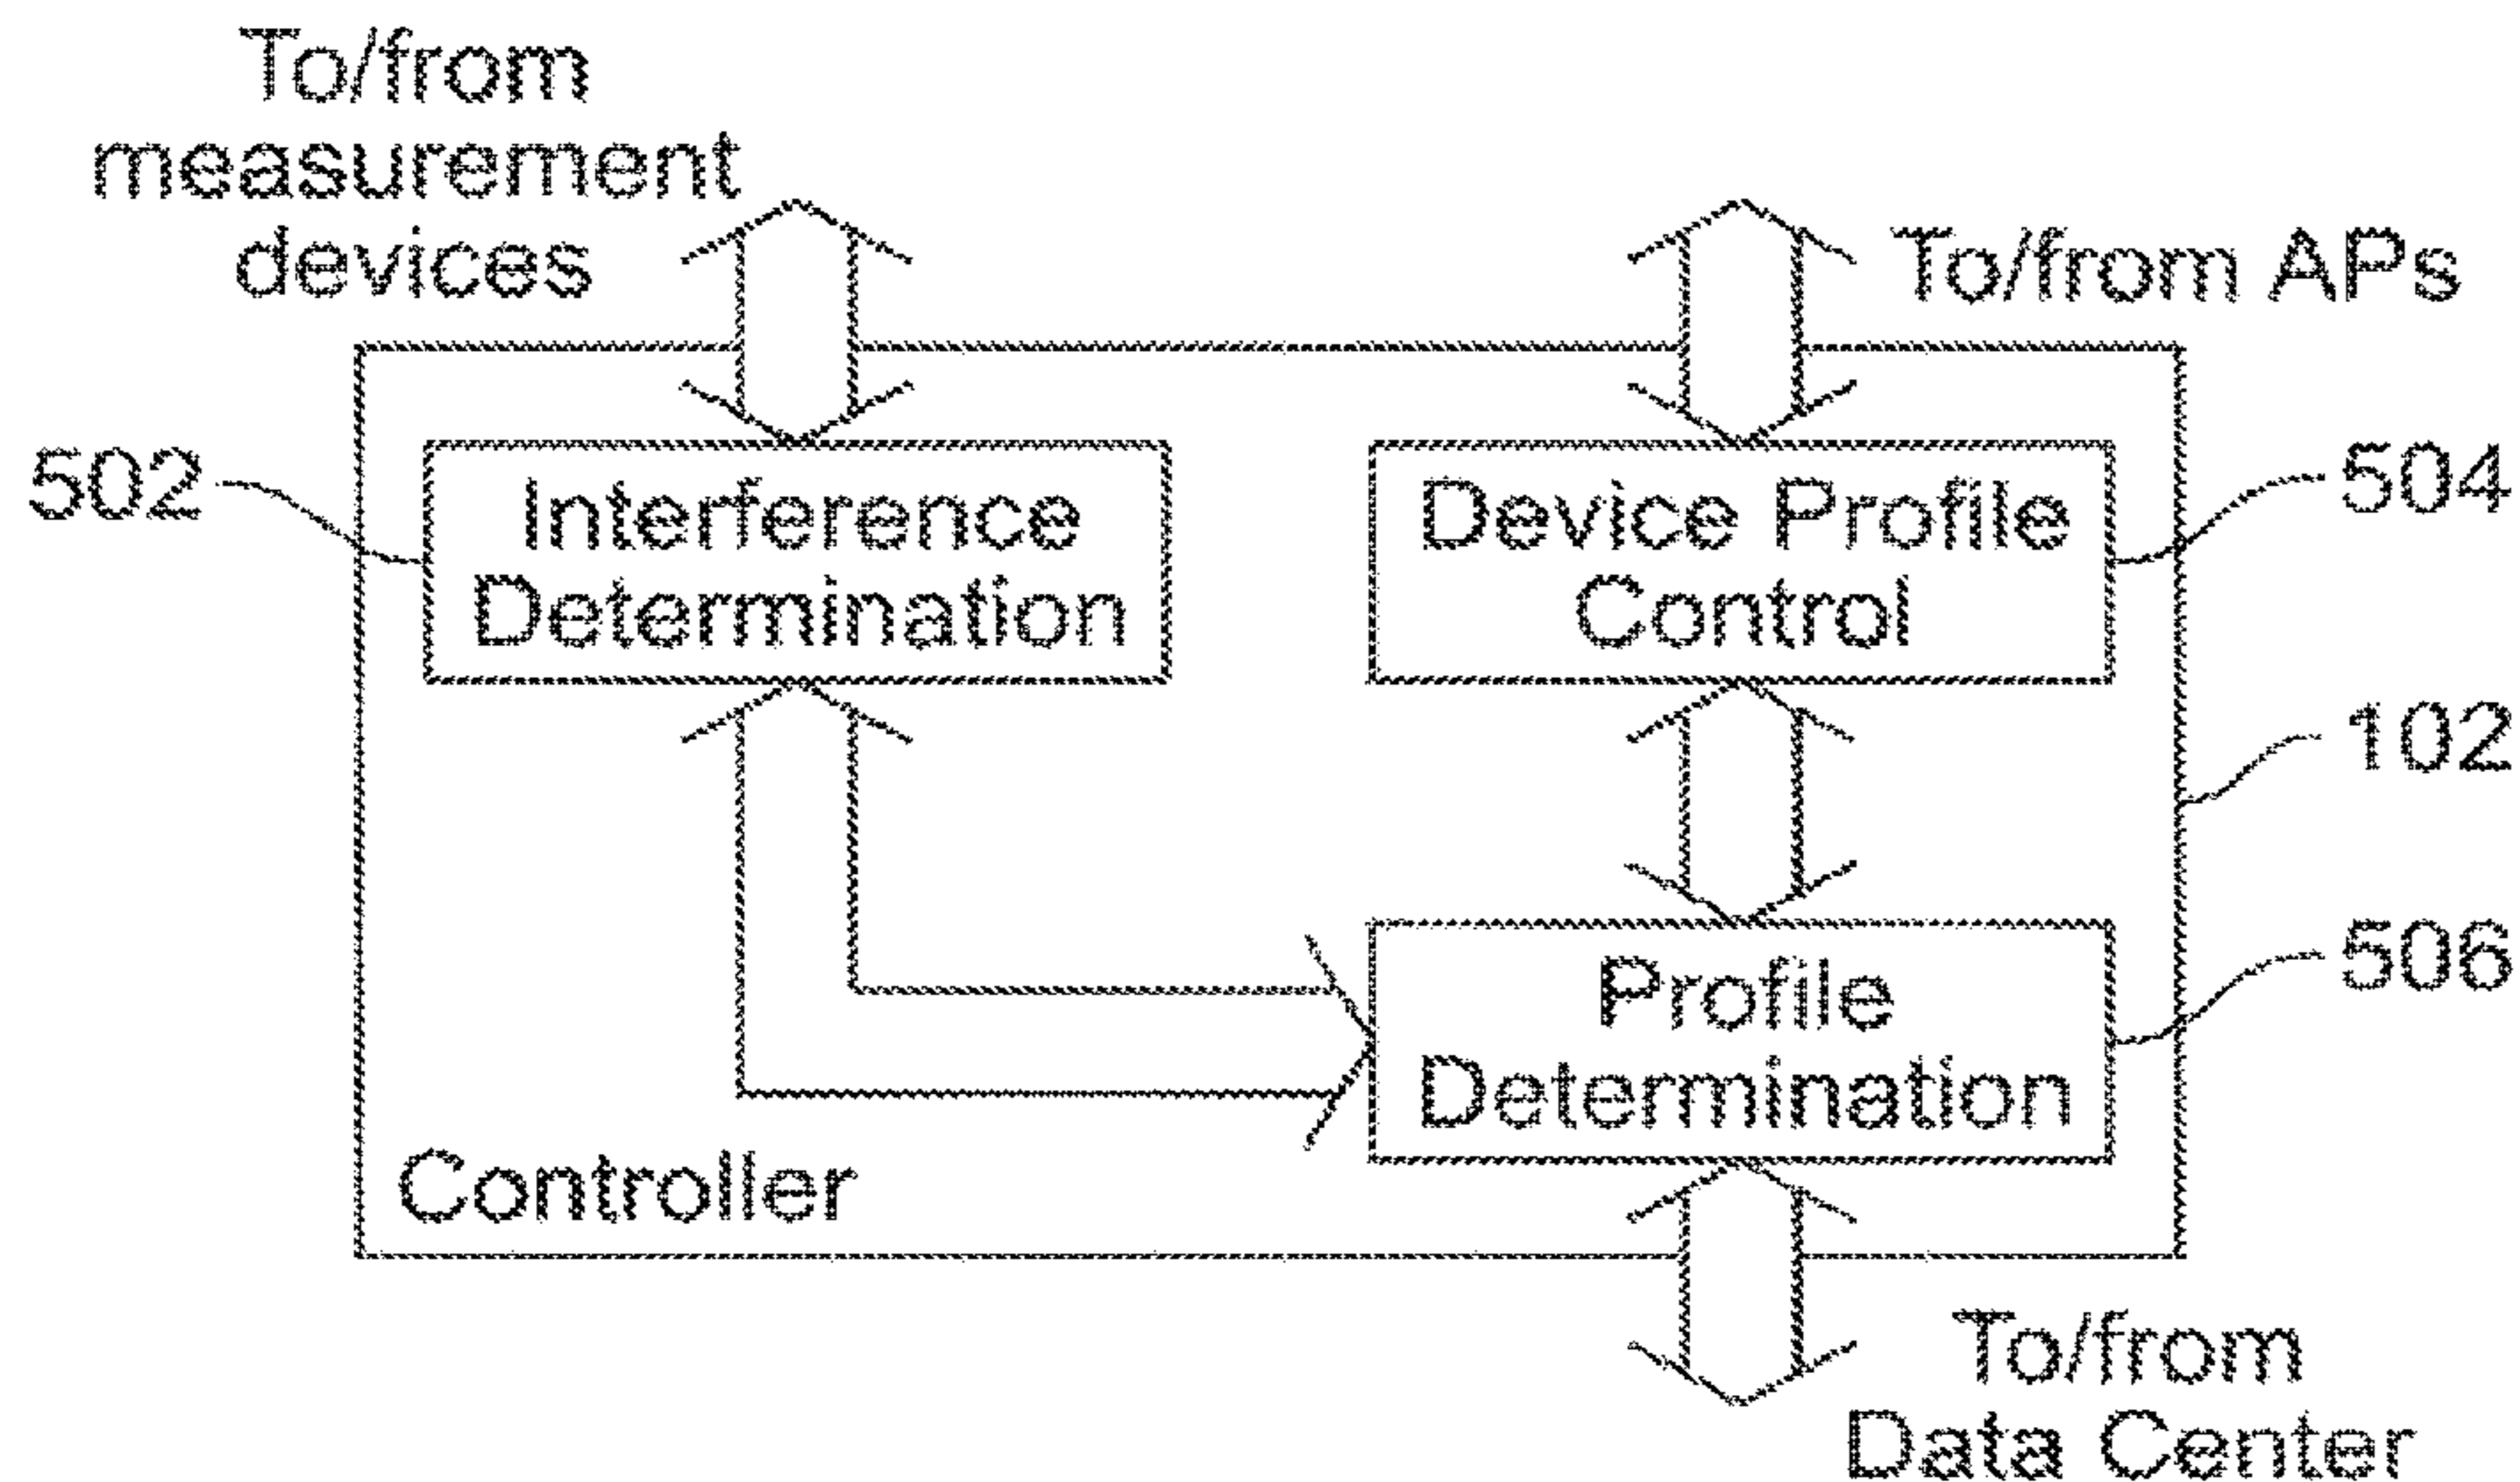 To/from
measurement
devices
To/from APs
502
Interference
Determination
Device Profile
Control
504
102
Profile
Determination
506
Controller
To/from
Data Center